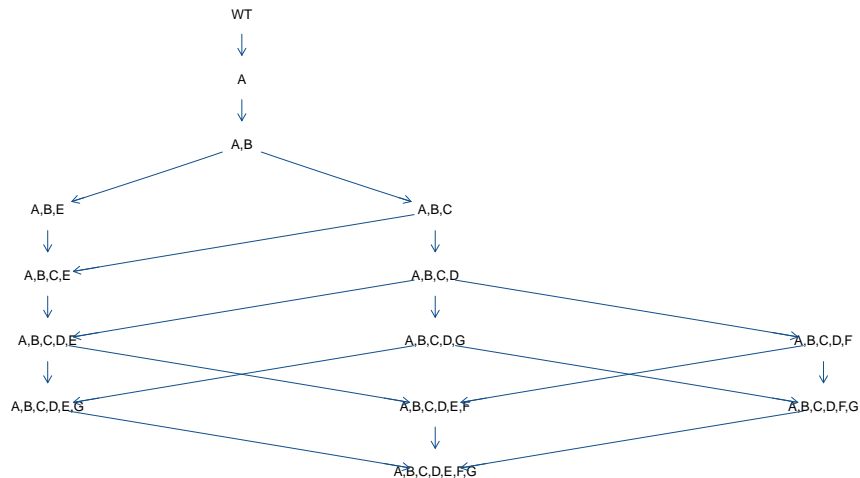 WT
A
A,B
A,B,E
A,B,C
A,B,C,E
A,B,C,D
A,B,C,D,E
A,B,C,D,G
A,B,C,D,F
A,B,C,D,E,G
A,B,C,D,E,F
A,B,C,D,F,G
A,B,C,D,E,F,G